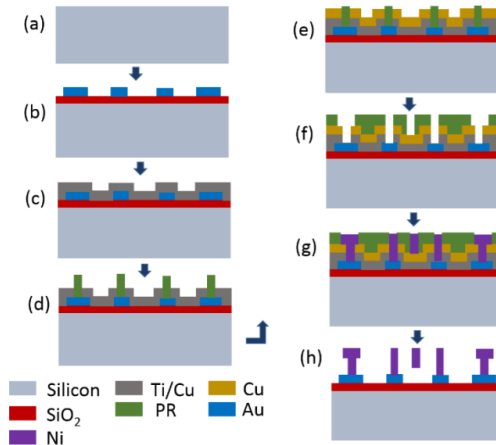 (a)
(b)
(c)
(d)
(e)
(f)
(g)
(h)
Silicon
Ti/Cu
Cu
SiO₂
PR
Au
Ni